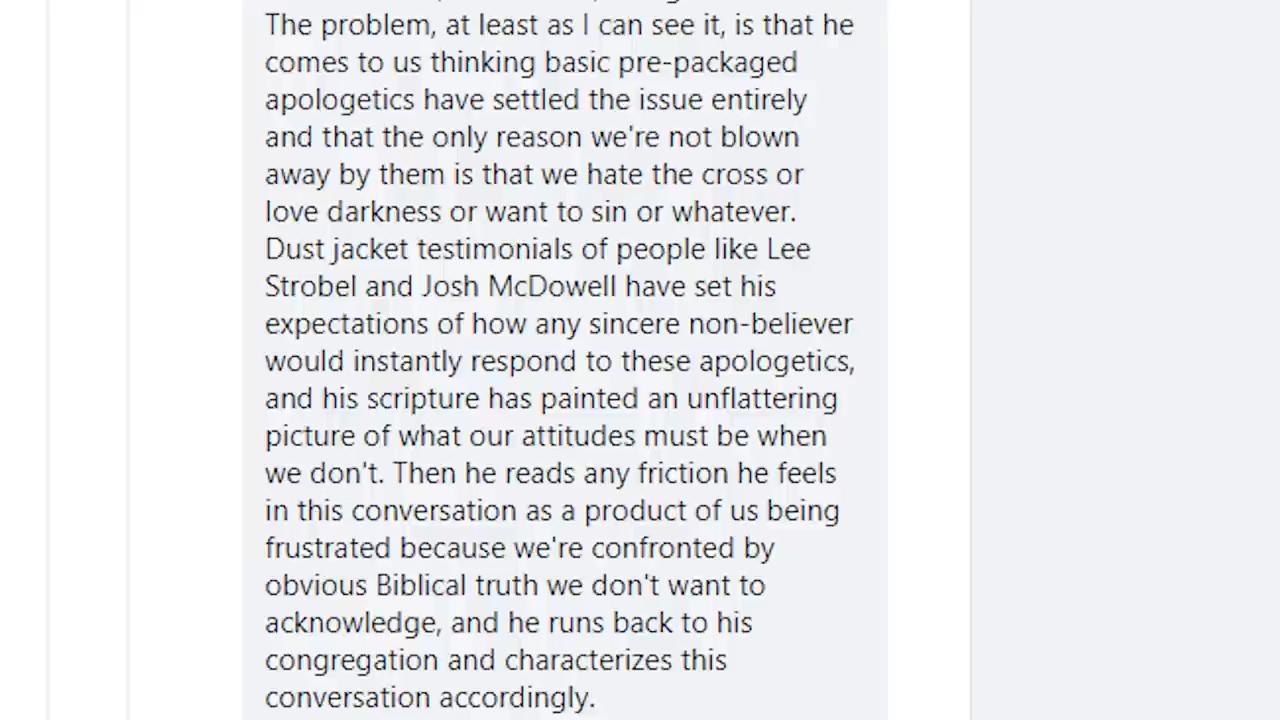 The problem, at least as I can see it, is that he
comes to us thinking basic pre-packaged
apologetics have settled the issue entirely
and that the only reason we're not blown
away by them is that we hate the cross or
love darkness or want to sin or whatever.
Dust jacket testimonials of people like Lee
Strobel and Josh McDowell have set his
expectations of how any sincere non-believer
would instantly respond to these apologetics,
and his scripture has painted an unflattering
picture of what our attitudes must be when
we don't. Then he reads any friction he feels
in this conversation as a product of us being
frustrated because we're confronted by
obvious Biblical truth we don't want to
acknowledge, and he runs back to his
congregation and characterizes this
conversation accordingly.